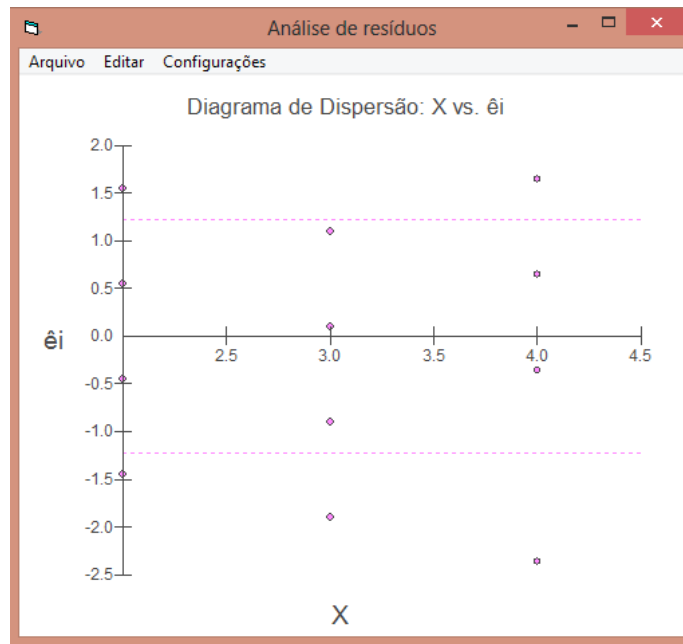 Análise de resíduos
Arquivo Editar Configurações
Diagrama de Dispersão: X vs. êi
2.0
1.5
1.0
0.5
0.0
-0.5
-1.0
-1.5
-2.0
-2.5
êi
2.5 3.0 3.5 4.0 4.5
X